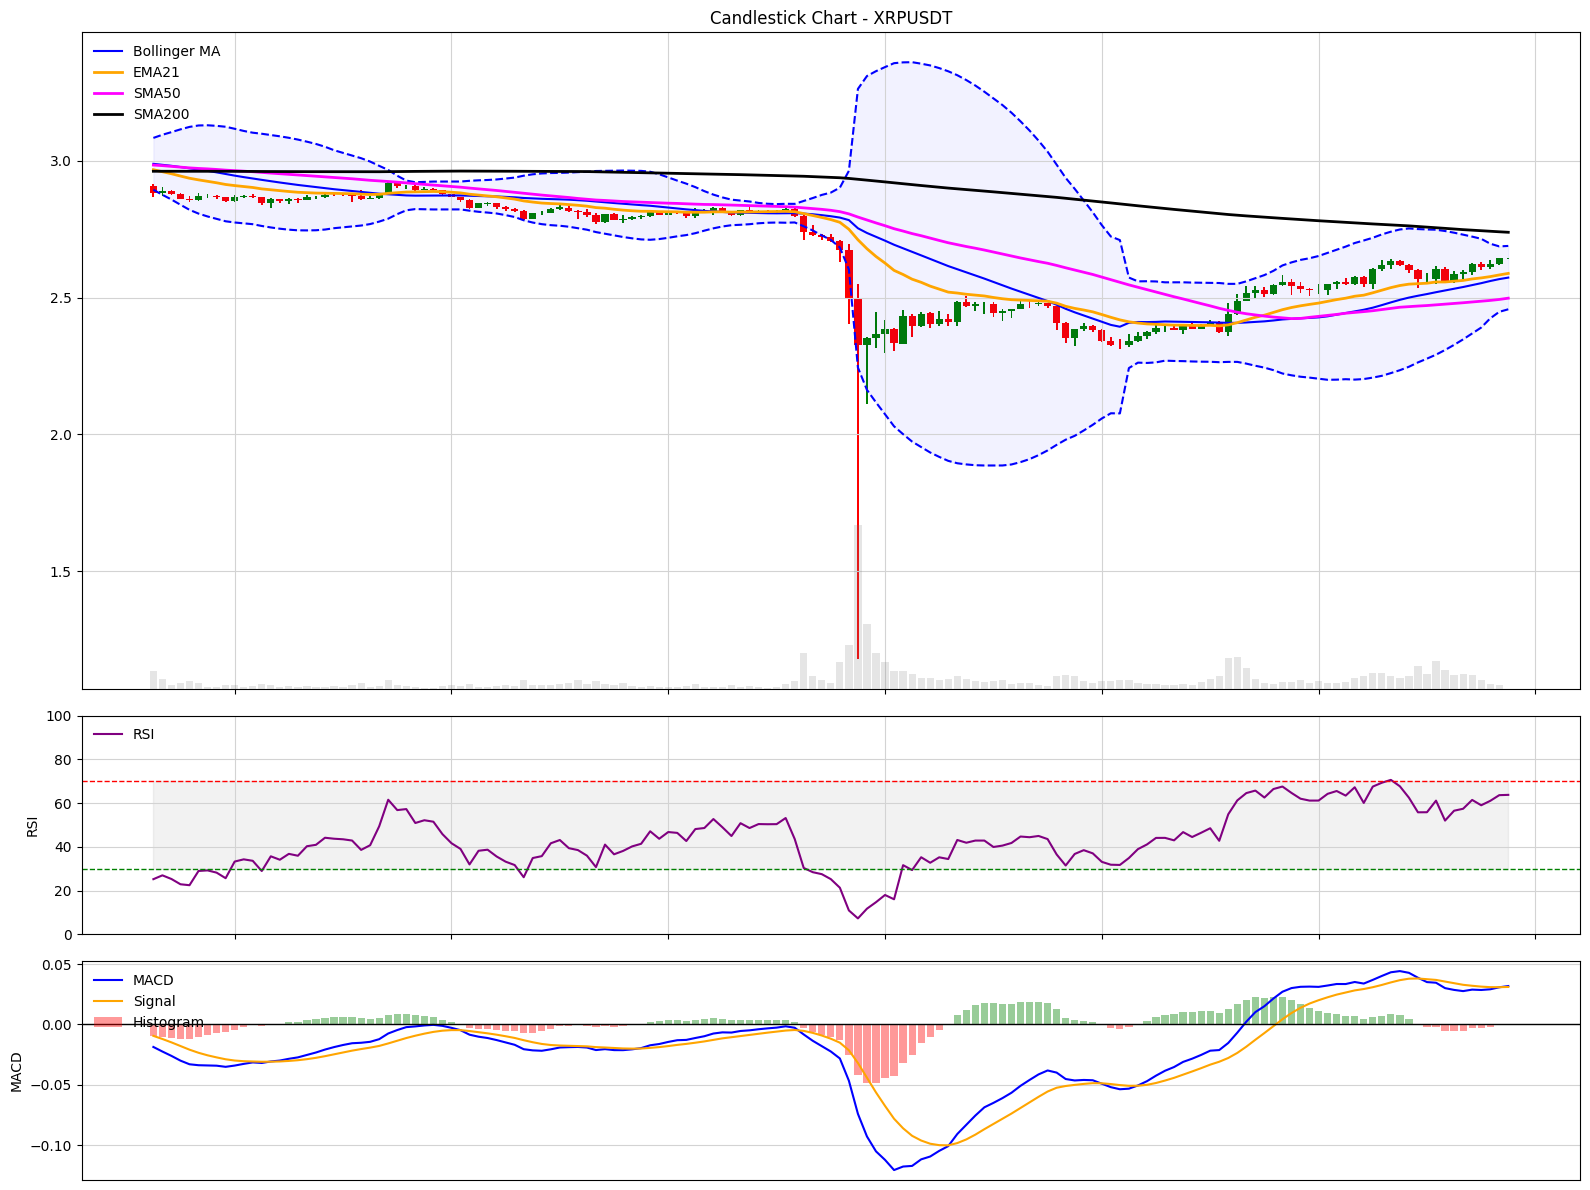 Candlestick Chart - XRPUSDT
Bollinger MA
EMA21
SMA50
SMA200
3.0
2.5
2.0
1.5
RSI
100
80
60
40
20
0
RSI
MACD
Signal
Histogram
0.05
0.00
−0.05
−0.10
MACD